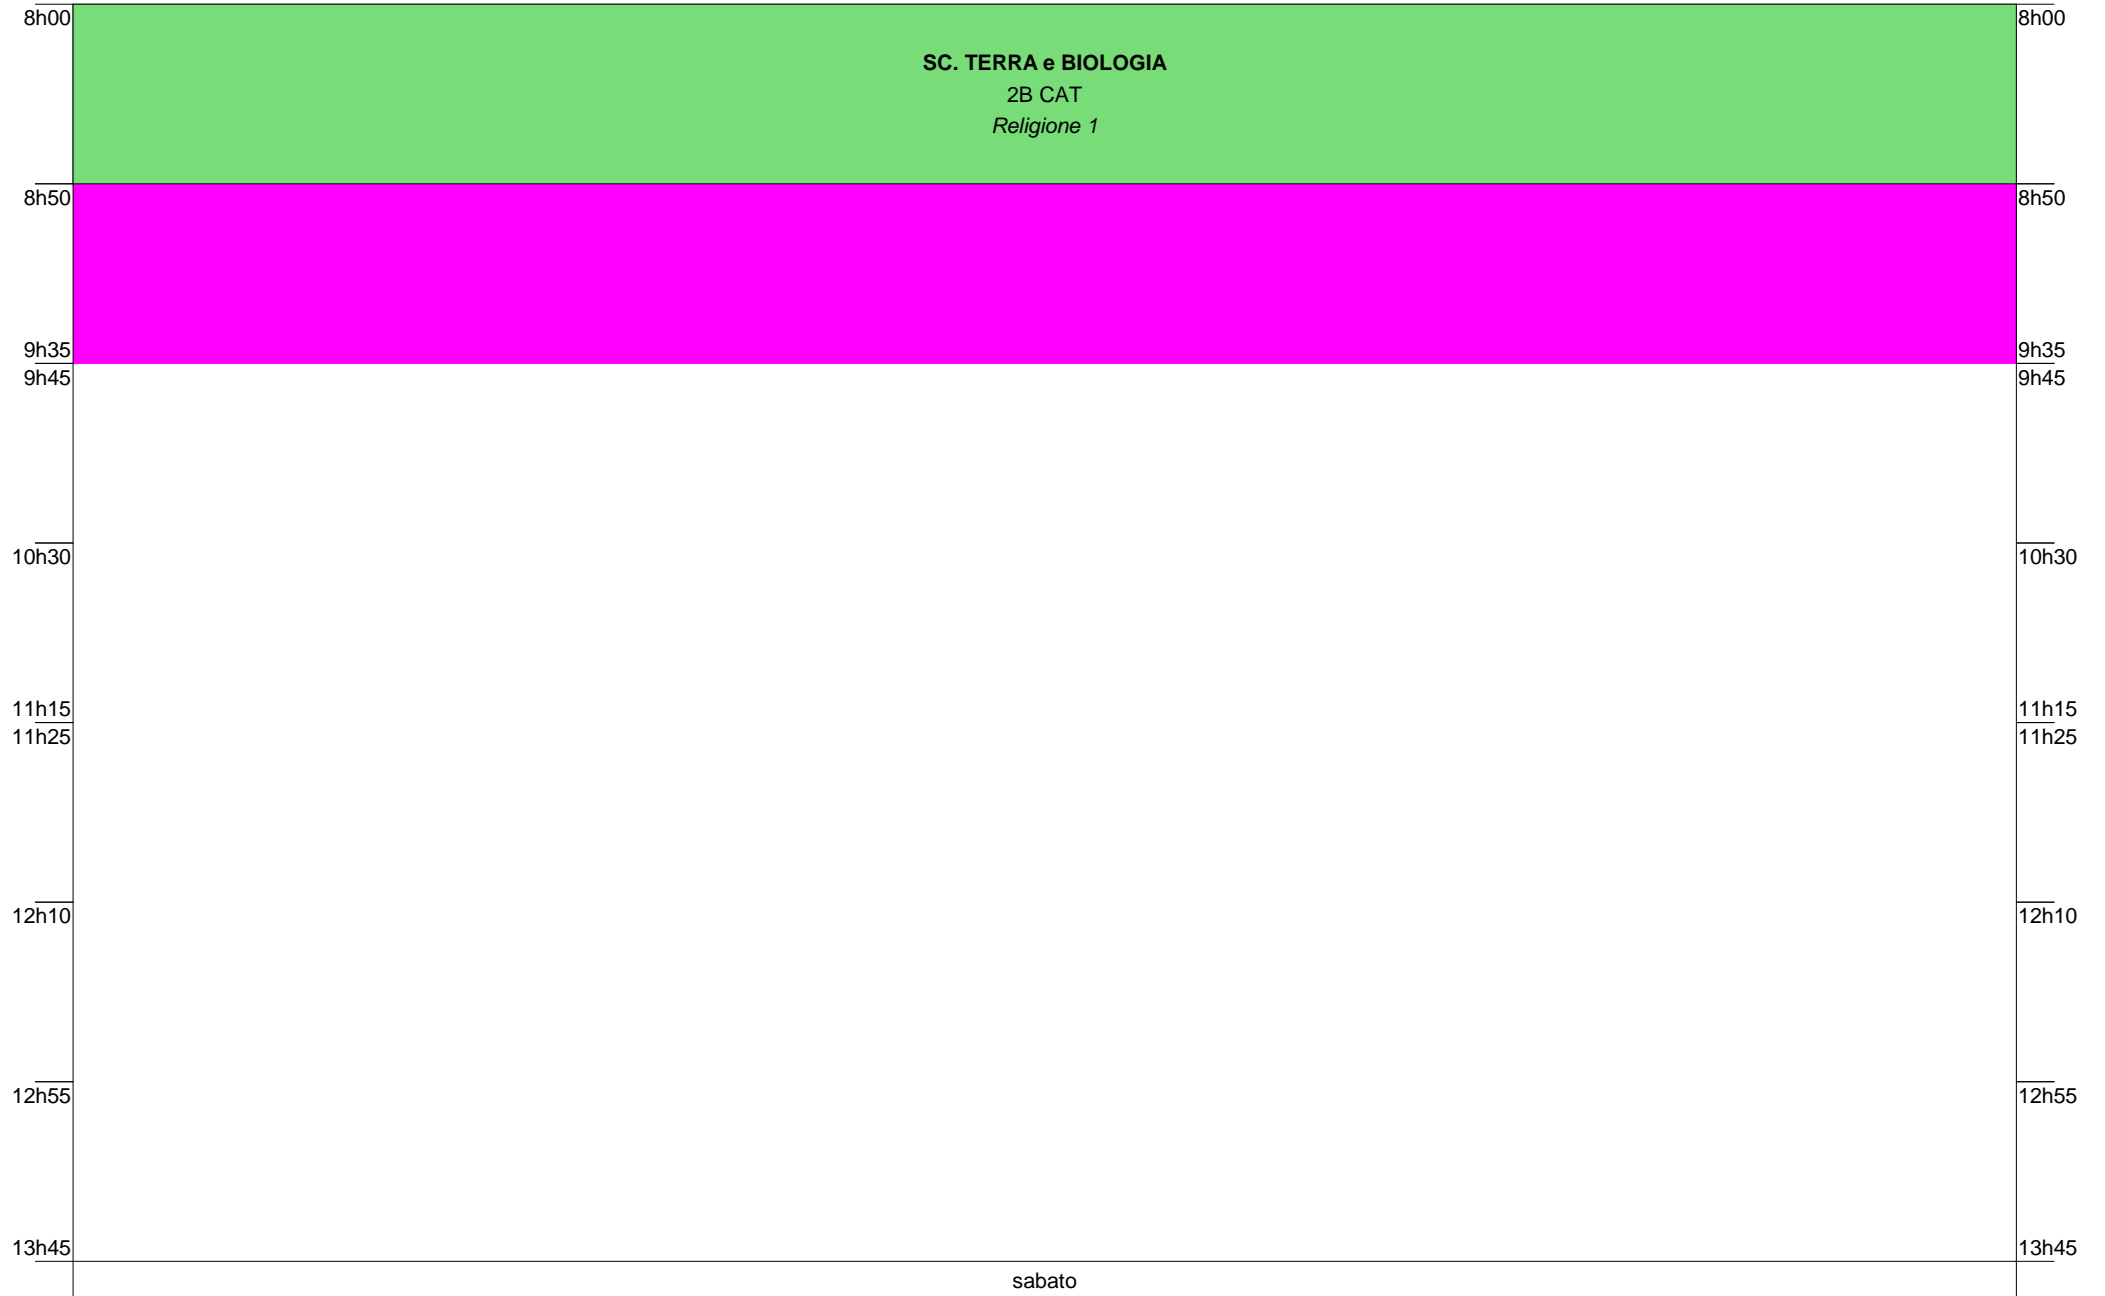 8h00 8h00
SC. TERRA e BIOLOGIA
2B CAT
Religione 1
8h50 8h50
9h35 9h35
9h45 9h45
10h30 10h30
11h15 11h15
11h25 11h25
12h10 12h10
12h55 12h55
13h45 13h45
sabato